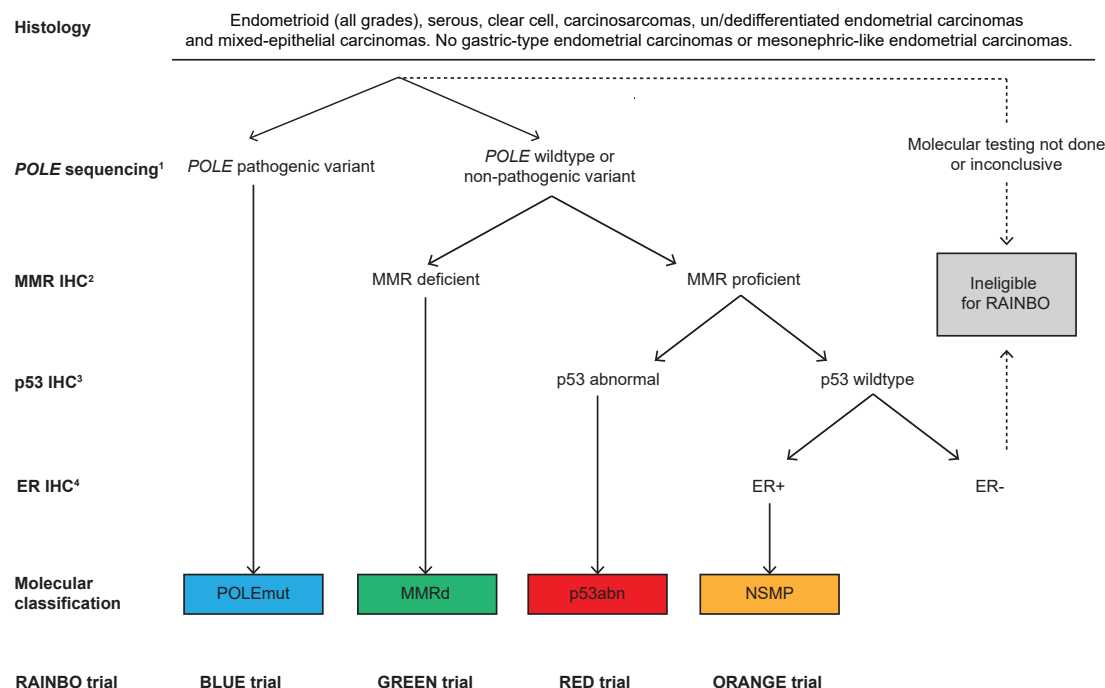 Histology
Endometrioid (all grades), serous, clear cell, carcinosarcomas, un/dedifferentiated endometrial carcinomas
and mixed-epithelial carcinomas. No gastric-type endometrial carcinomas or mesonephric-like endometrial carcinomas.
POLE sequencing¹
POLE pathogenic variant
POLE wildtype or
non-pathogenic variant
Molecular testing not done
or inconclusive
MMR IHC²
MMR deficient
MMR proficient
Ineligible
for RAINBO
p53 IHC³
p53 abnormal
p53 wildtype
ER IHC⁴
ER+
ER-
Molecular
classification
POLEmut
MMRd
p53abn
NSMP
RAINBO trial
BLUE trial
GREEN trial
RED trial
ORANGE trial